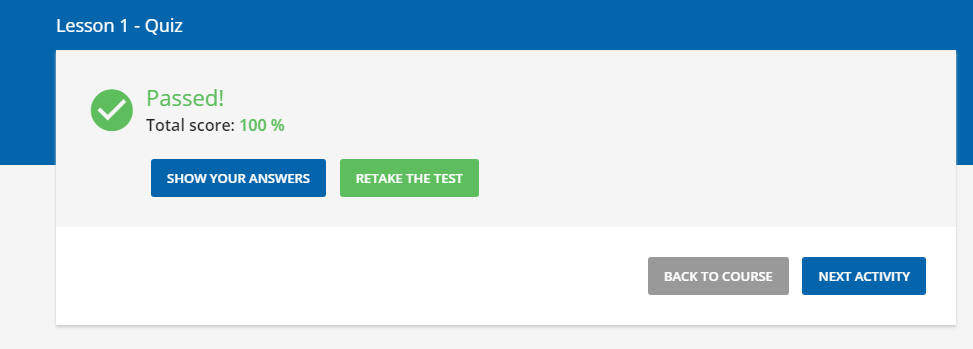 Lesson 1 - Quiz
Passed!
Total score: 100 %
SHOW YOUR ANSWERS RETAKE THE TEST
BACK TO COURSE NEXT ACTIVITY